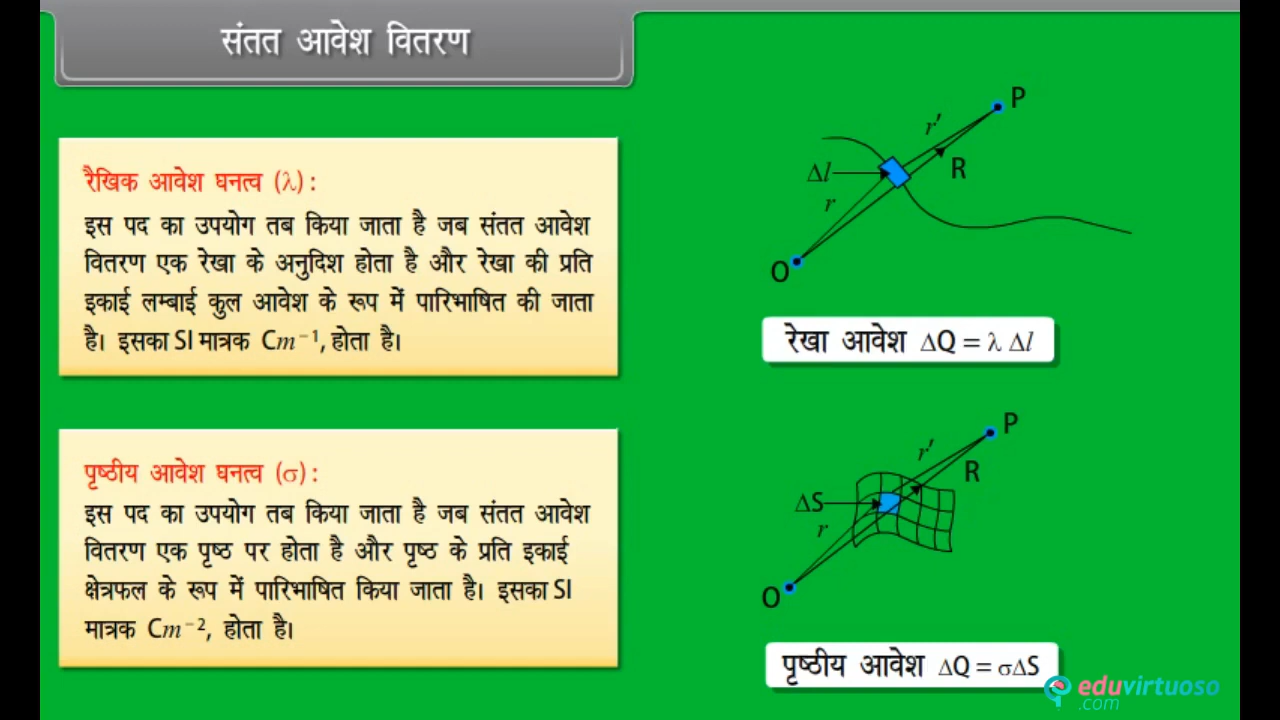 संतत आवेश वितरण
रैखिक आवेश घनत्व (λ) :
इस पद का उपयोग तब किया जाता है जब संतत आवेश
वितरण एक रेखा के अनुदिश होता है और रेखा की प्रति
इकाई लम्बाई कुल आवेश के रूप में पारिभाषित की जाता
है। इसका SI मात्रक Cm⁻¹, होता है।
P
r'
Δl
R
r
O
रेखा आवेश ΔQ = λ Δl
पृष्ठीय आवेश घनत्व (σ) :
इस पद का उपयोग तब किया जाता है जब संतत आवेश
वितरण एक पृष्ठ पर होता है और पृष्ठ के प्रति इकाई
क्षेत्रफल के रूप में पारिभाषित किया जाता है। इसका SI
मात्रक Cm⁻², होता है।
P
r'
R
ΔS
r
O
पृष्ठीय आवेश ΔQ = σΔS
eduvirtuoso
.com